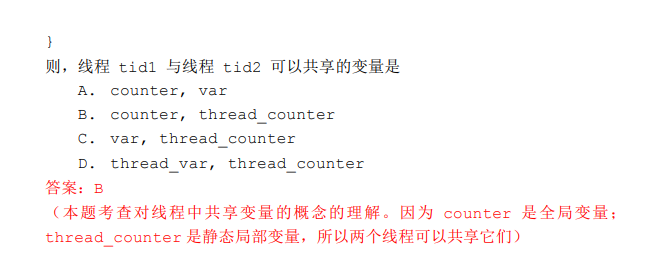 }
则，线程 tid1 与线程 tid2 可以共享的变量是
A. counter, var
B. counter, thread_counter
C. var, thread_counter
D. thread_var, thread_counter
答案：B
（本题考查对线程中共享变量的概念的理解。因为 counter 是全局变量；
thread_counter 是静态局部变量，所以两个线程可以共享它们）